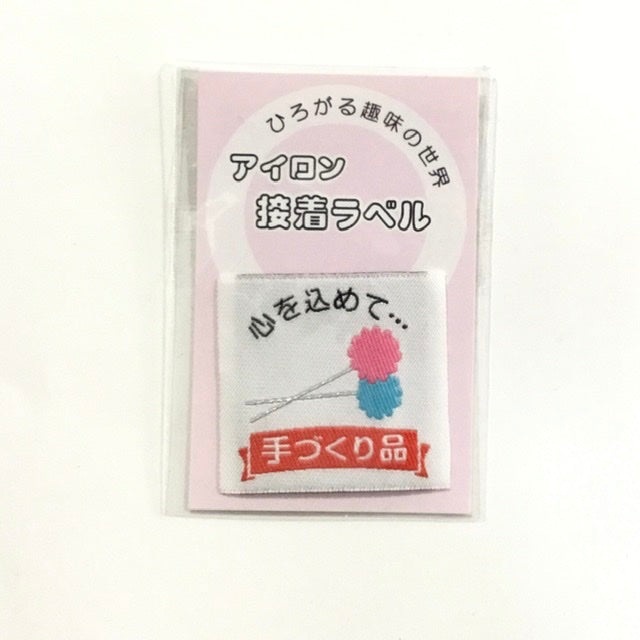 ひろがる趣味の世界
アイロン
接着ラベル
心を込めて…
手づくり品